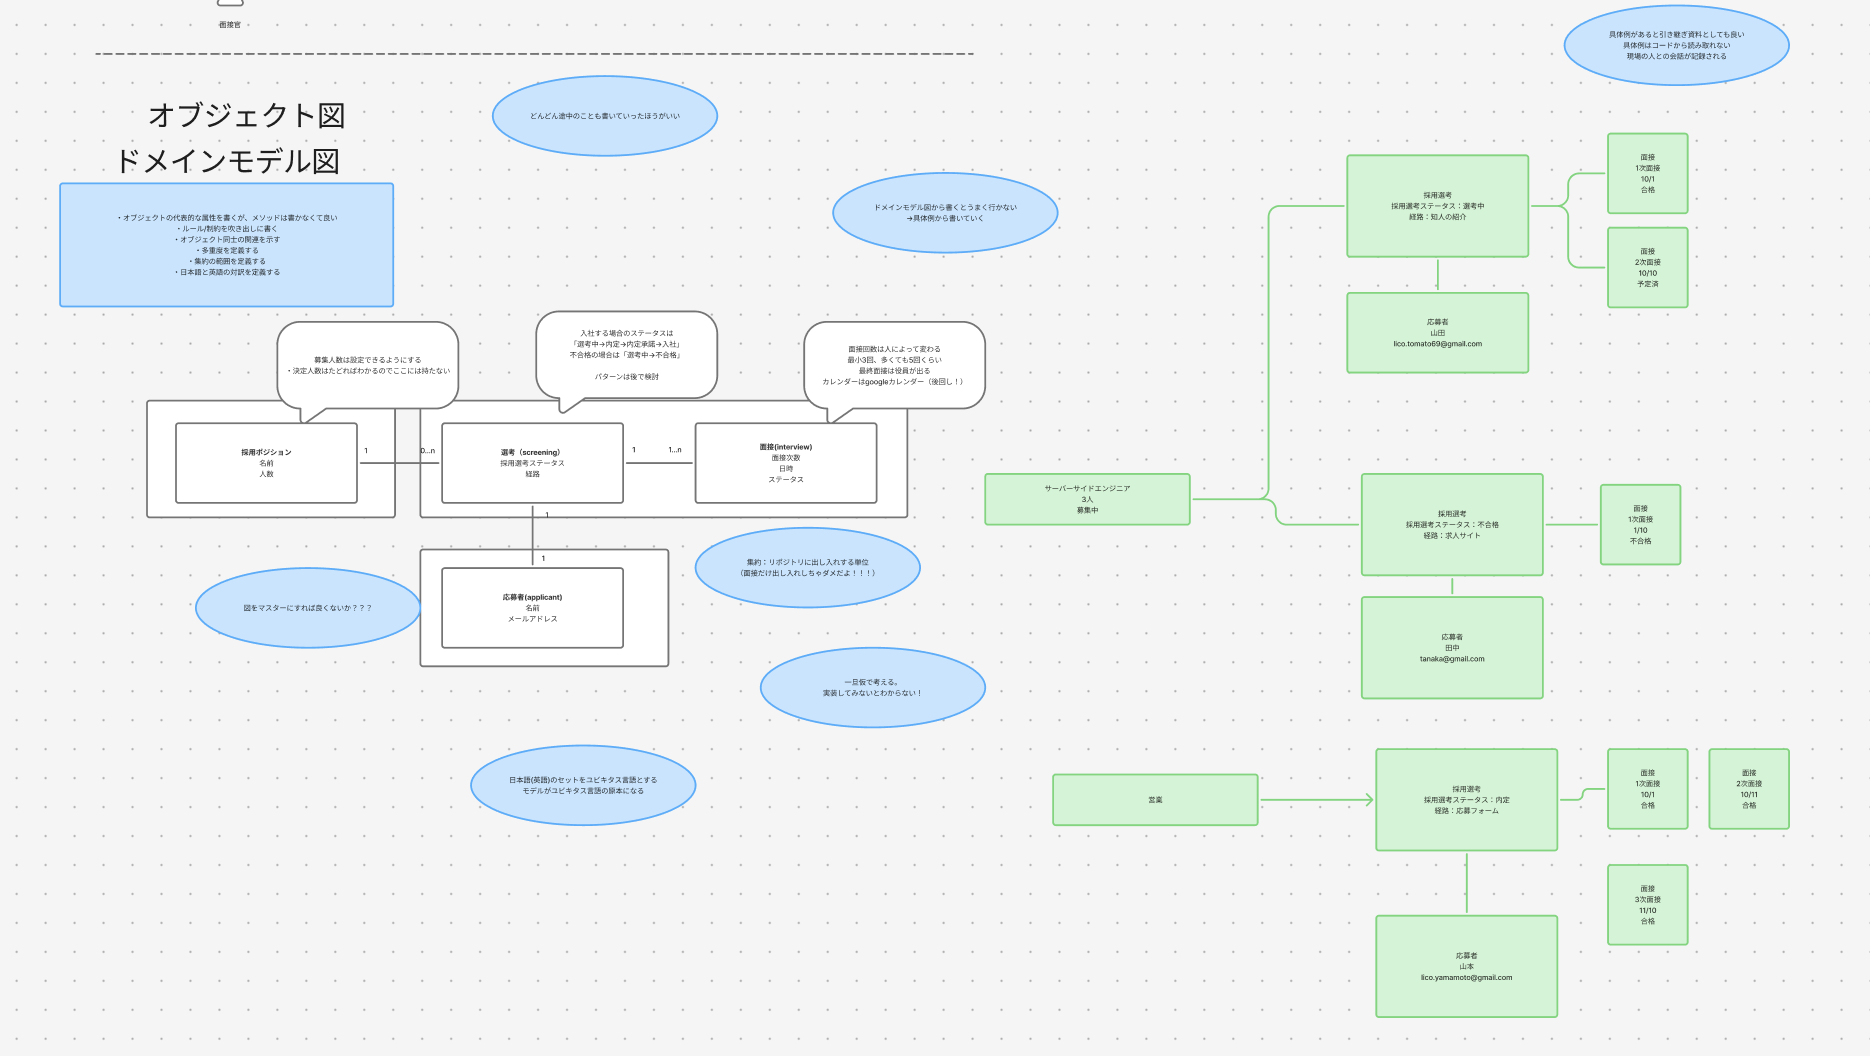 面接官
具体例があると引き継ぎ資料としても良い
具体例はコードから読み取れない
現場の人との会話が記録される
オブジェクト図
ドメインモデル図
どんどん途中のことも書いていったほうがいい
・オブジェクトの代表的な属性を書くが、メソッドは書かなくて良い
・ルール/制約を吹き出しに書く
・オブジェクト同士の関連を示す
・多重度を定義する
・集約の範囲を定義する
・日本語と英語の対訳を定義する
ドメインモデル図から書くとうまく行かない
→具体例から書いていく
募集人数は設定できるようにする
・決定人数はたどればわかるのでここには持たない
入社する場合のステータスは
「選考中→内定→内定承諾→入社」
不合格の場合は「選考中→不合格」
パターンは後で検討
面接回数は人によって変わる
最小3回、多くても5回くらい
最終面接は役員が出る
カレンダーはgoogleカレンダー（後回し！）
採用ポジション
名前
人数
1
0...n
選考（screening）
採用選考ステータス
経路
1
1...n
面接(interview)
面接次数
日時
ステータス
1
1
応募者(applicant)
名前
メールアドレス
集約：リポジトリに出し入れする単位
（面接だけ出し入れしちゃダメだよ！！！）
図をマスターにすれば良くないか？？？
一旦仮で考える。
実装してみないとわからない！
日本語(英語)のセットをユビキタス言語とする
モデルがユビキタス言語の原本になる
サーバーサイドエンジニア
3人
募集中
採用選考
採用選考ステータス：選考中
経路：知人の紹介
面接
1次面接
10/1
合格
面接
2次面接
10/10
予定済
応募者
山田
lico.tomato69@gmail.com
採用選考
採用選考ステータス：不合格
経路：求人サイト
面接
1次面接
1/10
不合格
応募者
田中
tanaka@gmail.com
営業
採用選考
採用選考ステータス：内定
経路：応募フォーム
面接
1次面接
10/1
合格
面接
2次面接
10/11
合格
面接
3次面接
11/10
合格
応募者
山本
lico.yamamoto@gmail.com